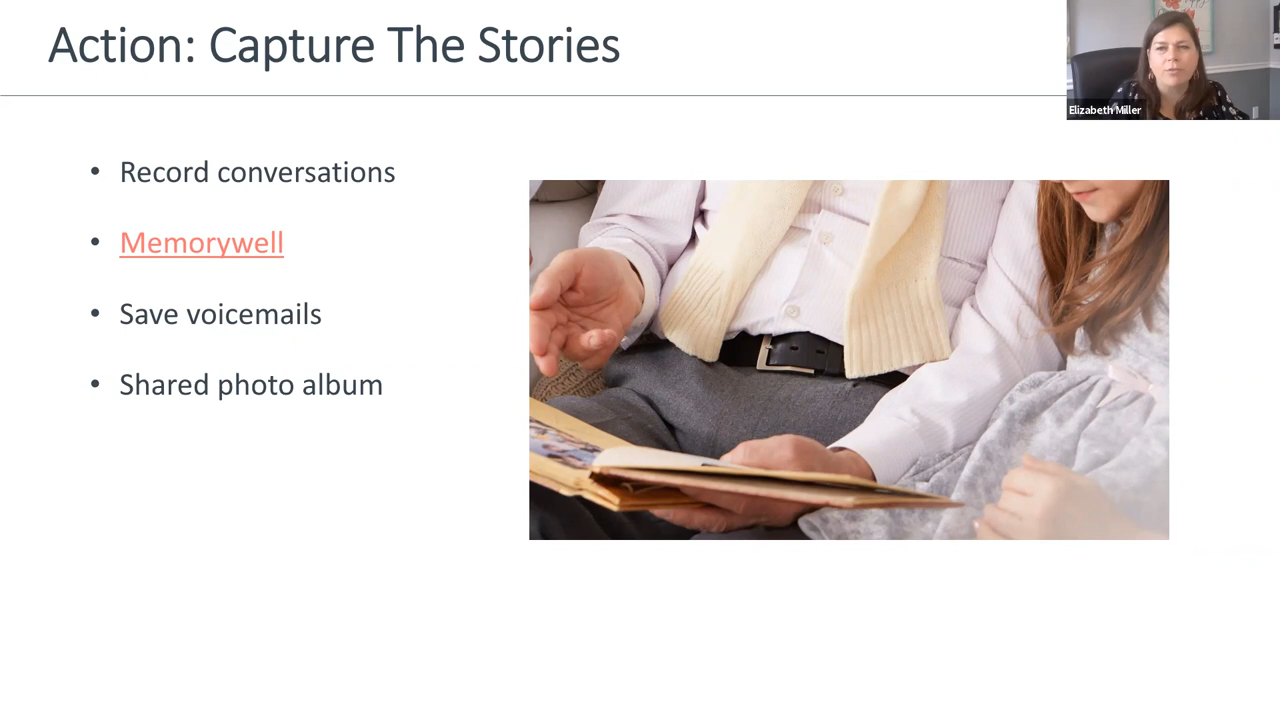 Action: Capture The Stories
Elizabeth Miller
• Record conversations
• Memorywell
• Save voicemails
• Shared photo album